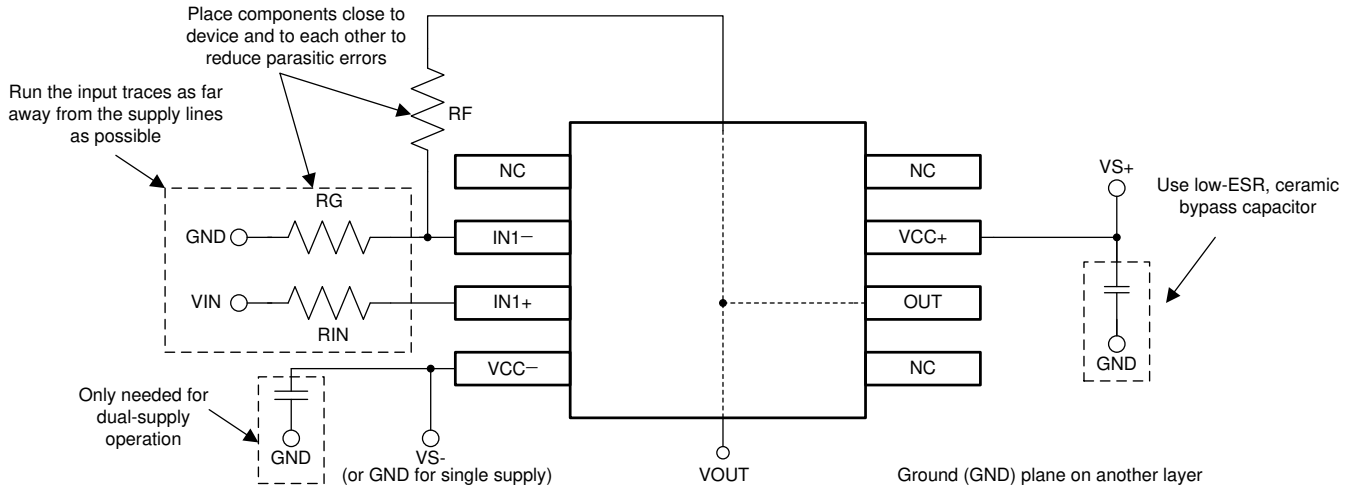 Place components close to
device and to each other to
reduce parasitic errors
Run the input traces as far
away from the supply lines
as possible
RF
NC
NC
VS+
Use low-ESR, ceramic
bypass capacitor
RG
GND
IN1−
VCC+
VIN
IN1+
OUT
RIN
VCC−
NC
GND
Only needed for
dual-supply
operation
GND
VS-
(or GND for single supply)
VOUT
Ground (GND) plane on another layer